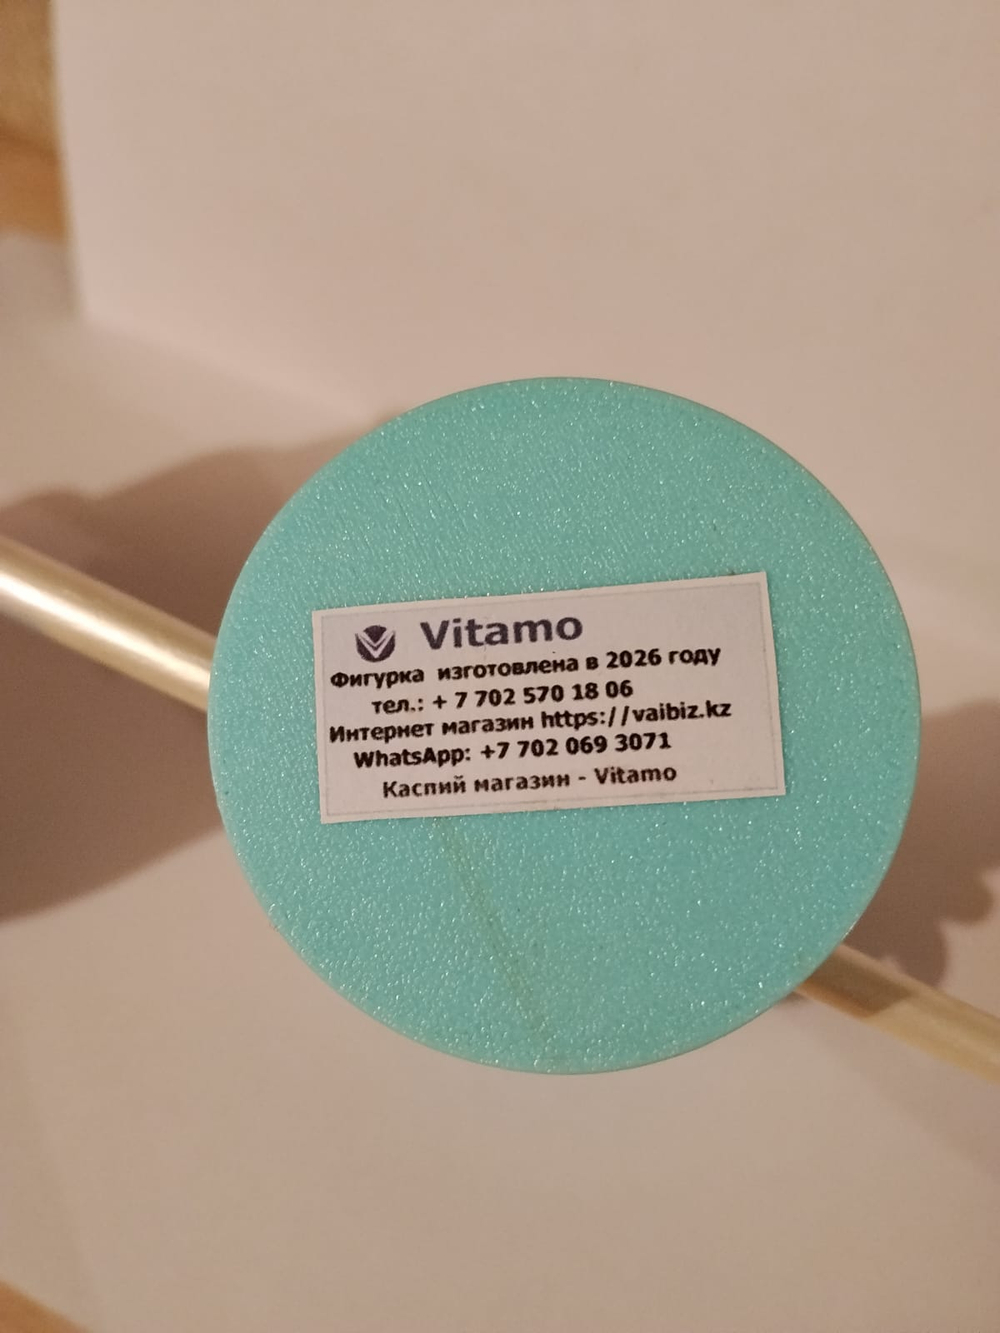 Vitamo
Фигурка изготовлена в 2026 году
тел.: + 7 702 570 18 06
Интернет магазин https://vaibiz.kz
WhatsApp: +7 702 069 3071
Каспий магазин - Vitamo